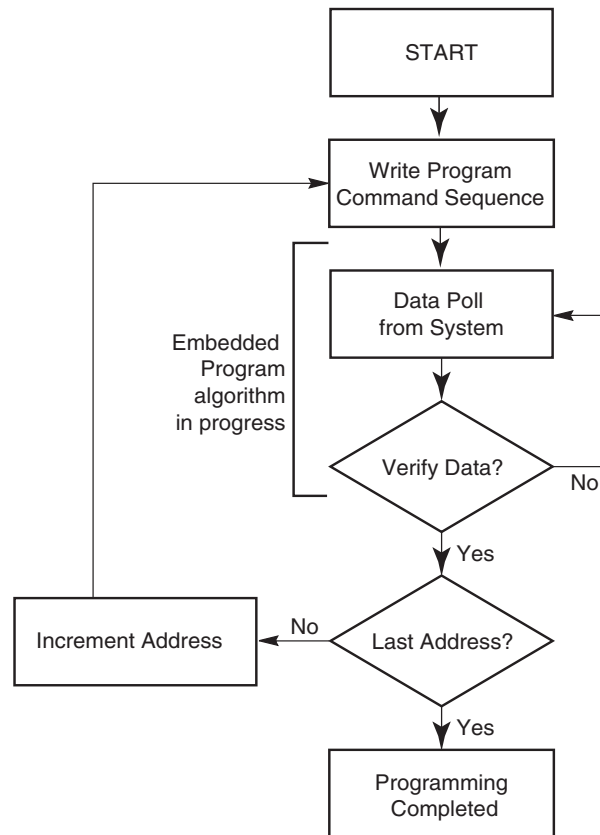 START
Write Program
Command Sequence
Data Poll
from System
Embedded
Program
algorithm
in progress
Verify Data?
No
Yes
Last Address?
No
Increment Address
Yes
Programming
Completed